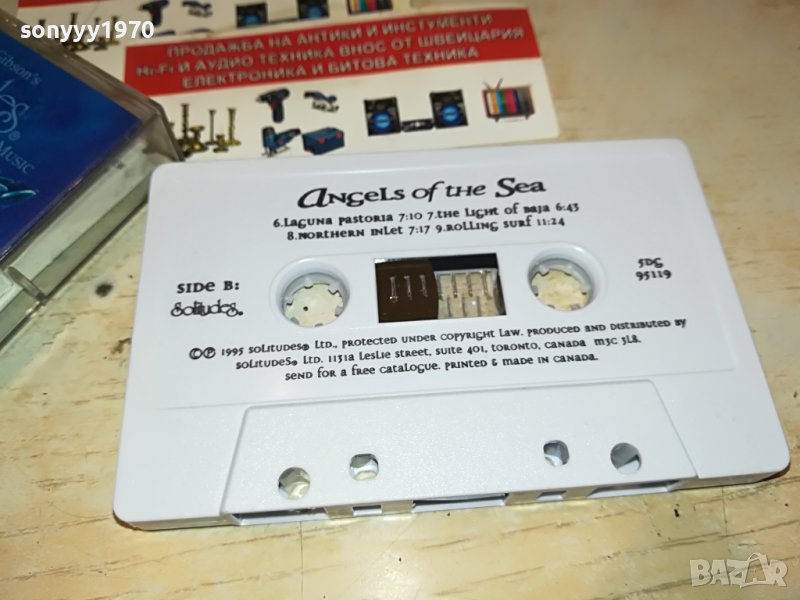 sonyyy1970
ПРОДАЖБА НА АНТИКИ И ИНСТУМЕНТИ
Hi-Fi И АУДИО ТЕХНИКА ВНОС ОТ ШВЕЙЦАРИЯ
ЕЛЕКТРОНИКА И БИТОВА ТЕХНИКА
Gibson's
Music
Angels of the Sea
6.Laguna Pastoria 7:10 7.The Light of Baja 6:43
8.Northern Inlet 7:17 9.Rolling Surf 11:24
SIDE B:
Solitudes®
5DG
95119
©℗ 1995 Solitudes® Ltd., protected under copyright law. Produced and distributed by
Solitudes® Ltd. 1131A Leslie Street, Suite 401, Toronto, Canada M3C 3L8.
Send for a free catalogue. Printed & made in Canada.
BAZAR